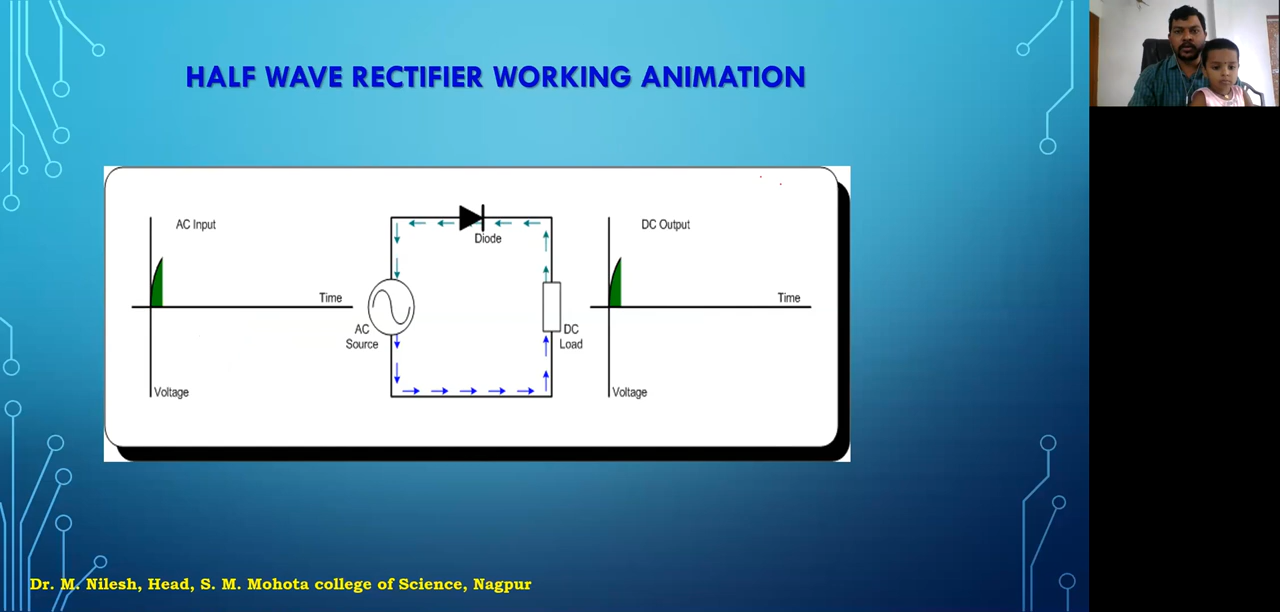 HALF WAVE RECTIFIER WORKING ANIMATION
AC Input
Time
Voltage
Diode
AC
Source
DC
Load
DC Output
Time
Voltage
Dr. M. Nilesh, Head, S. M. Mohota college of Science, Nagpur